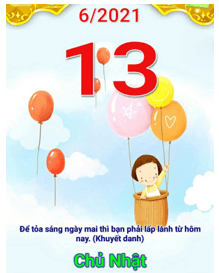 6/2021
13
Để tỏa sáng ngày mai thì bạn phải lấp lánh từ hôm
nay. (Khuyết danh)
Chủ Nhật